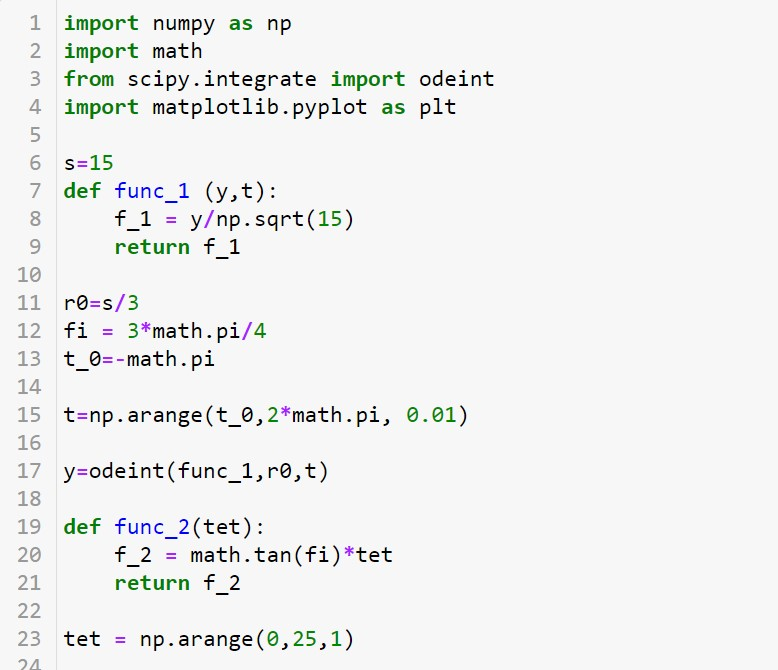 1 import numpy as np
2 import math
3 from scipy.integrate import odeint
4 import matplotlib.pyplot as plt
5
6 s=15
7 def func_1 (y,t):
8     f_1 = y/np.sqrt(15)
9     return f_1
10
11 r0=s/3
12 fi = 3*math.pi/4
13 t_0=-math.pi
14
15 t=np.arange(t_0,2*math.pi, 0.01)
16
17 y=odeint(func_1,r0,t)
18
19 def func_2(tet):
20     f_2 = math.tan(fi)*tet
21     return f_2
22
23 tet = np.arange(0,25,1)
24